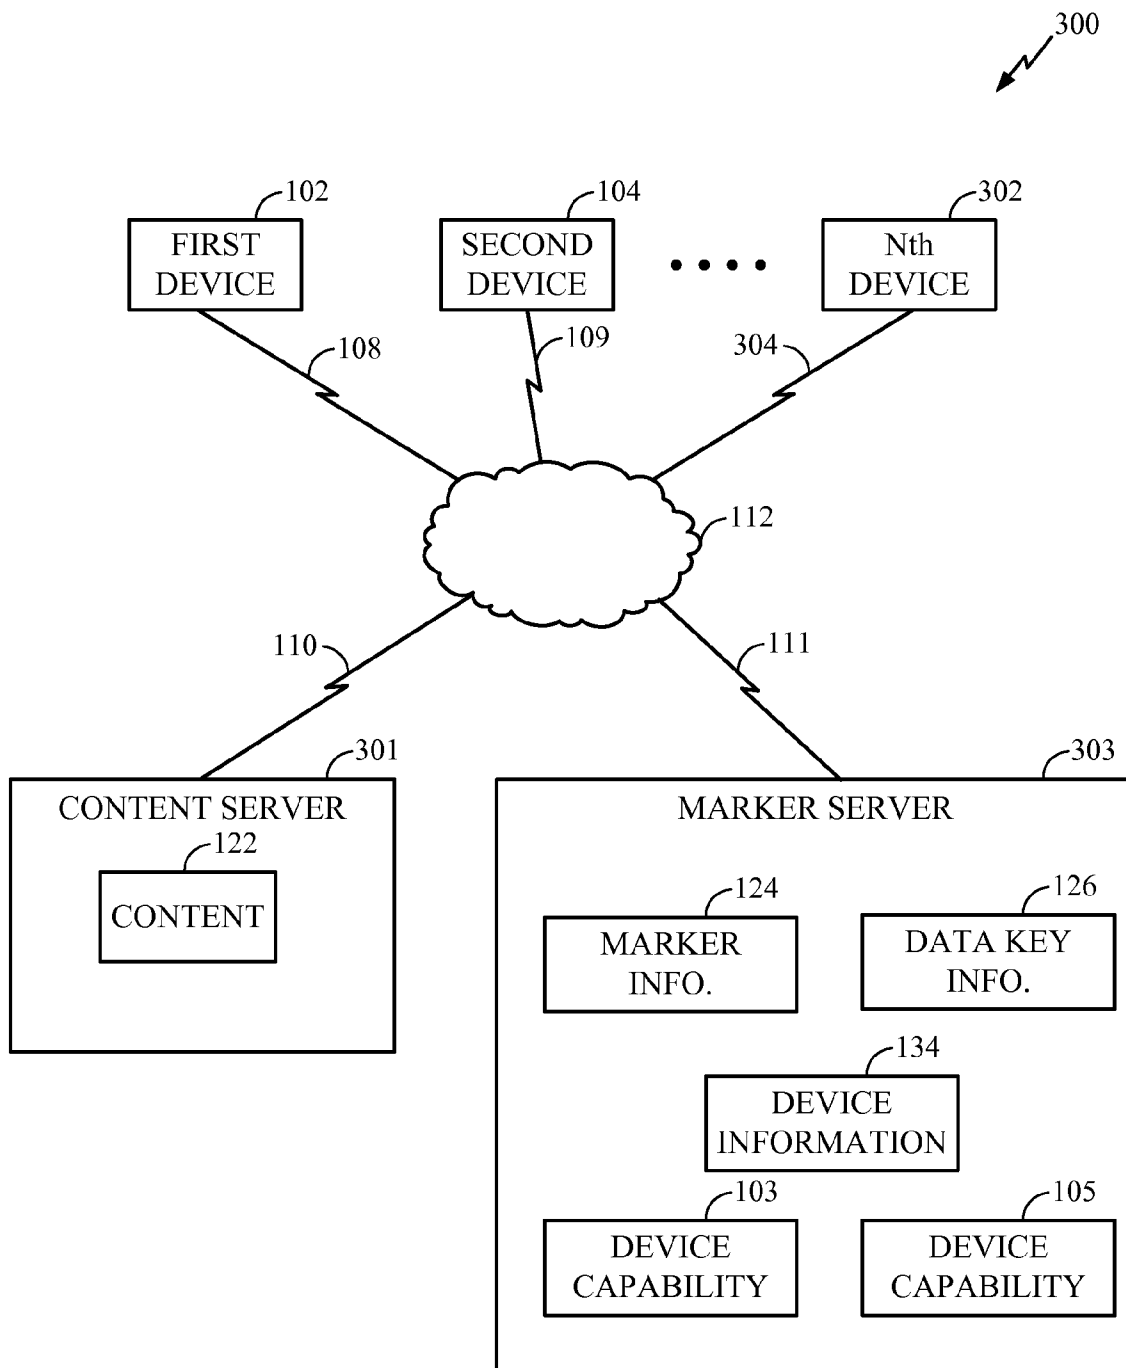 300
102
104
302
FIRST
DEVICE
SECOND
DEVICE
Nth
DEVICE
108
109
304
112
110
111
301
303
CONTENT SERVER
MARKER SERVER
122
CONTENT
124
126
MARKER
INFO.
DATA KEY
INFO.
134
DEVICE
INFORMATION
103
105
DEVICE
CAPABILITY
DEVICE
CAPABILITY